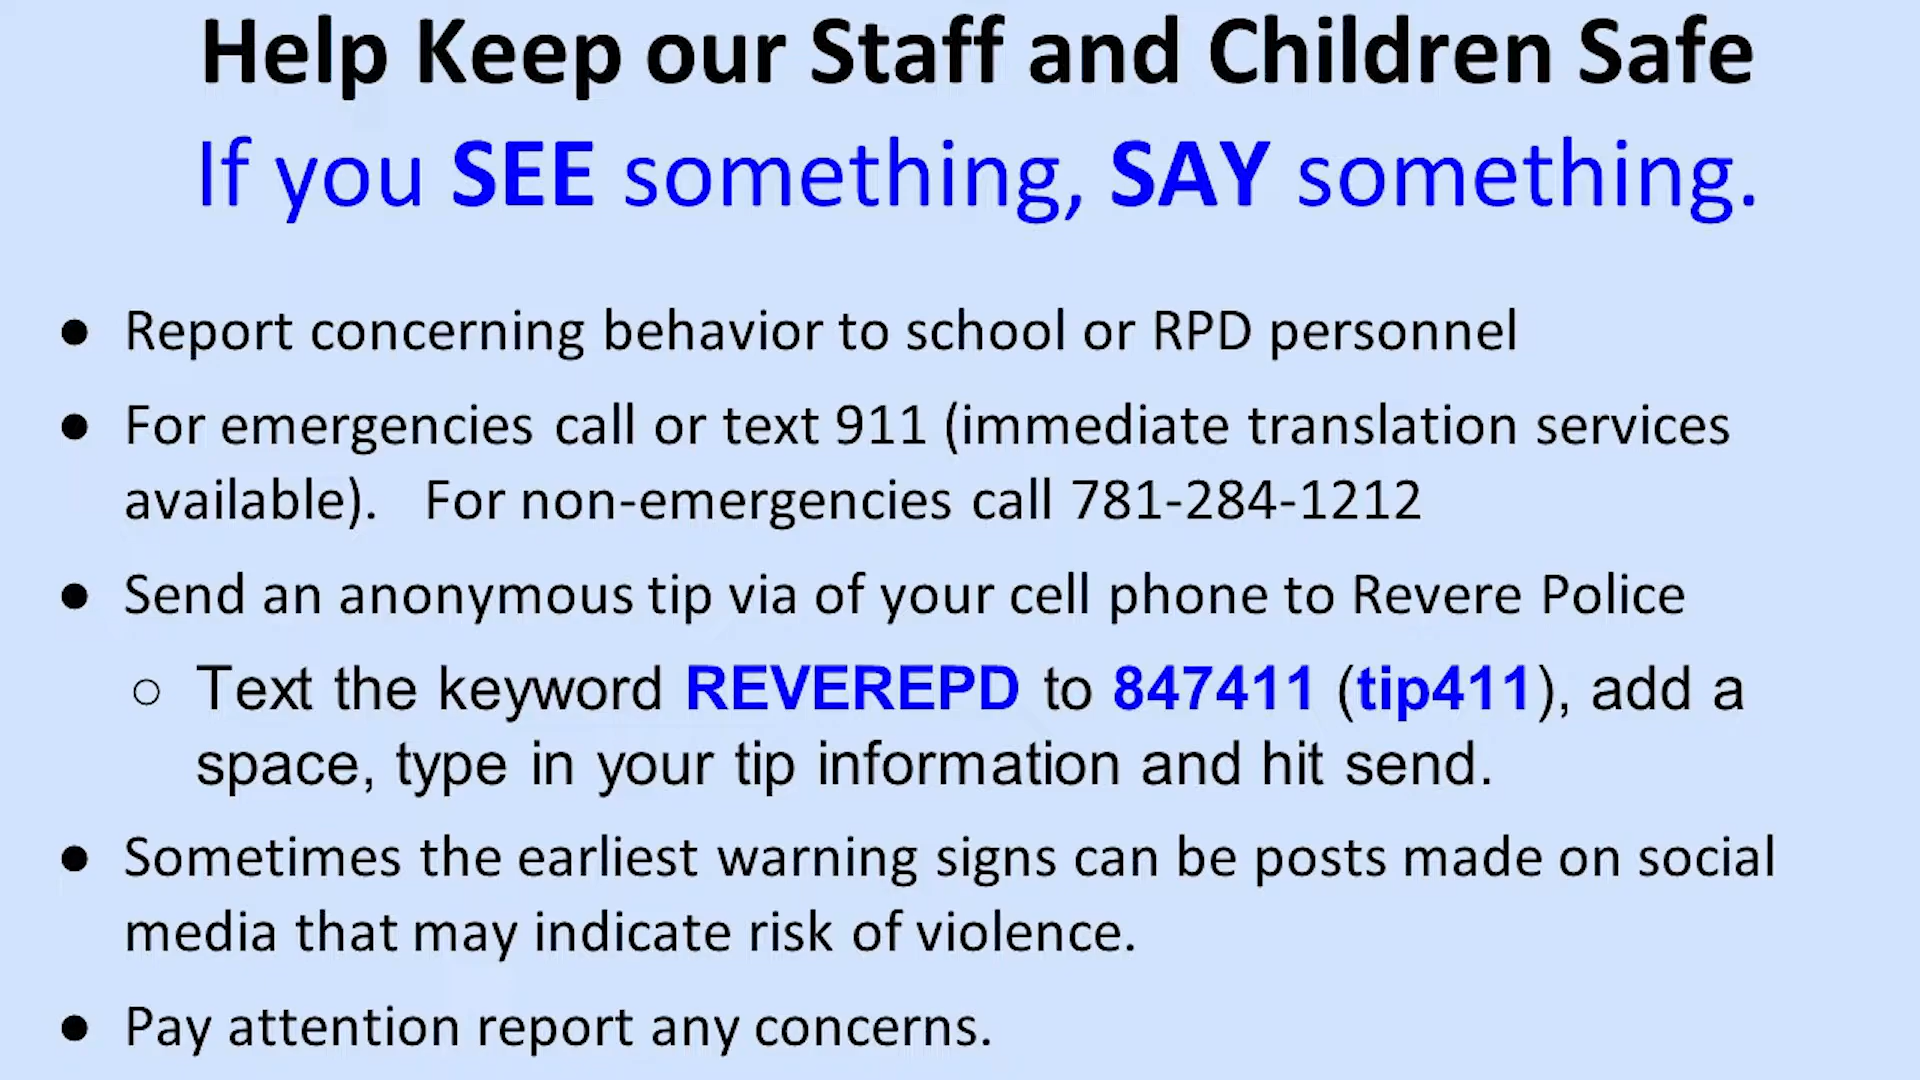 Help Keep our Staff and Children Safe
If you SEE something, SAY something.
● Report concerning behavior to school or RPD personnel
● For emergencies call or text 911 (immediate translation services
available).   For non-emergencies call 781-284-1212
● Send an anonymous tip via of your cell phone to Revere Police
○ Text the keyword REVEREPD to 847411 (tip411), add a
space, type in your tip information and hit send.
● Sometimes the earliest warning signs can be posts made on social
media that may indicate risk of violence.
● Pay attention report any concerns.